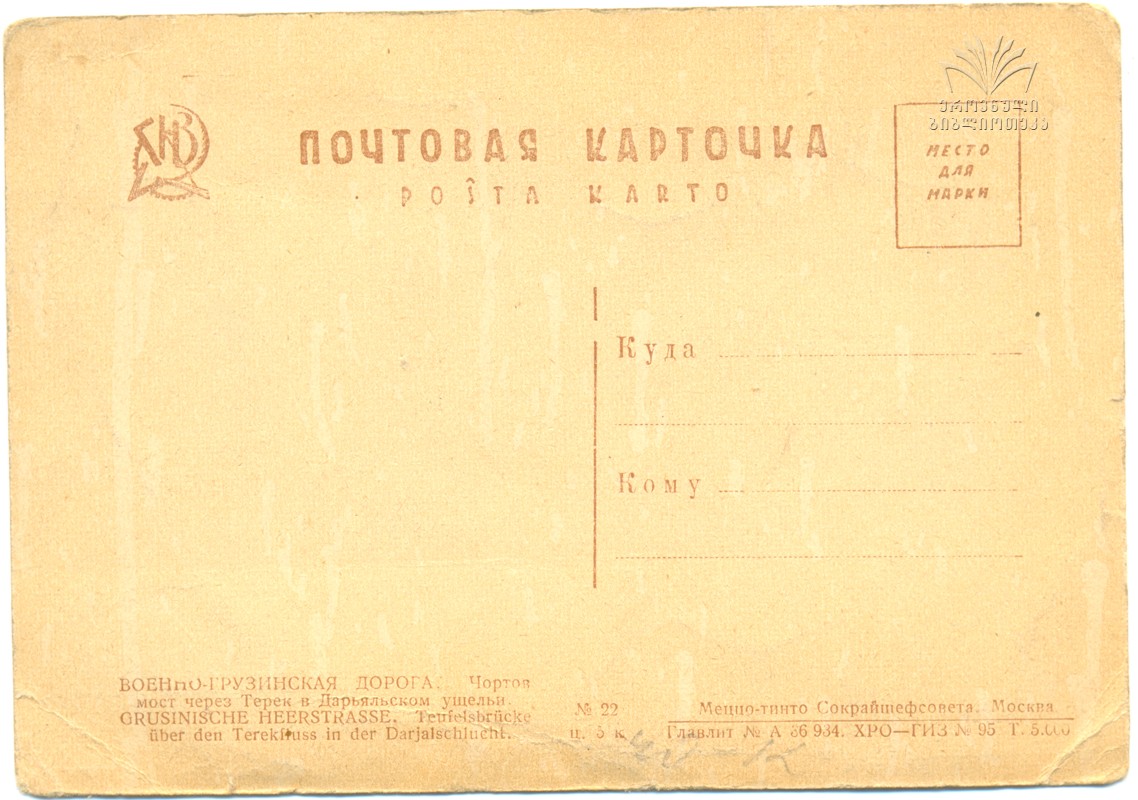 ПОЧТОВАЯ КАРТОЧКА
POŜTA KARTO
ეროვნული
ბიბლიოთეკა
МЕСТО
ДЛЯ
МАРКИ
Куда
Кому
ВОЕННО-ГРУЗИНСКАЯ ДОРОГА. Чортов
мост через Терек в Дарьяльском ущельи.
GRUSINISCHE HEERSTRASSE. Teufelsbrücke
über den Terekfluss in der Darjalschlucht.
№ 22
ц. 5 к.
Меццо-тинто Сокрайшефсовета. Москва
Главлит № А 86 984. ХРО—ГИЗ № 95 Т. 5.000